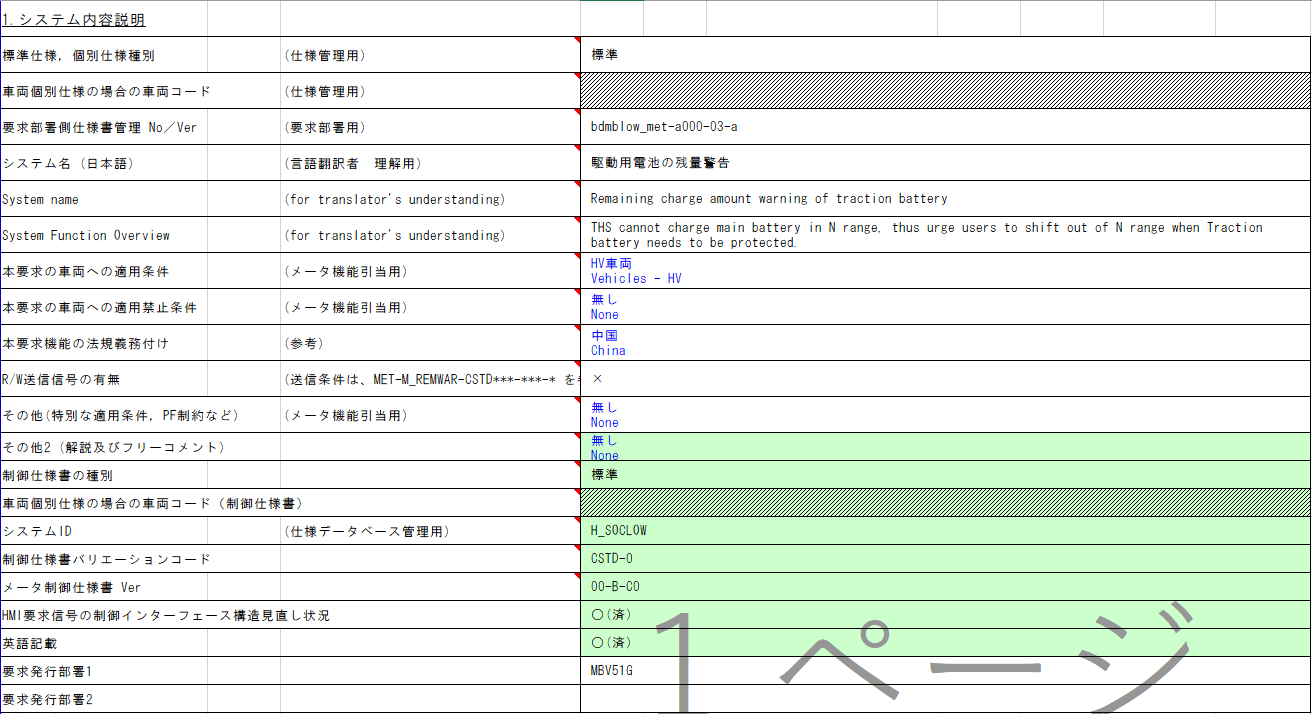 1.システム内容説明
標準仕様, 個別仕様種別 (仕様管理用) 標準
車両個別仕様の場合の車両コード (仕様管理用)
要求部署側仕様書管理 No／Ver (要求部署用) bdmblow_met-a000-03-a
システム名 (日本語) (言語翻訳者 理解用) 駆動用電池の残量警告
System name (for translator's understanding) Remaining charge amount warning of traction battery
System Function Overview (for translator's understanding) THS cannot charge main battery in N range, thus urge users to shift out of N range when Traction
battery needs to be protected.
本要求の車両への適用条件 (メータ機能引当用) HV車両
Vehicles - HV
本要求の車両への適用禁止条件 (メータ機能引当用) 無し
None
本要求機能の法規義務付け (参考) 中国
China
R/W送信信号の有無 (送信条件は、MET-M_REMWAR-CSTD***-***-* を ×
その他(特別な適用条件, PF制約など) (メータ機能引当用) 無し
None
その他2 (解説及びフリーコメント) 無し
None
制御仕様書の種別 標準
車両個別仕様の場合の車両コード (制御仕様書)
システムID (仕様データベース管理用) H_SOCLOW
制御仕様書バリエーションコード CSTD-0
メータ制御仕様書 Ver 00-B-C0
HMI要求信号の制御インターフェース構造見直し状況 〇(済)
英語記載 〇(済)
要求発行部署1 MBV51G
要求発行部署2
1 ページ